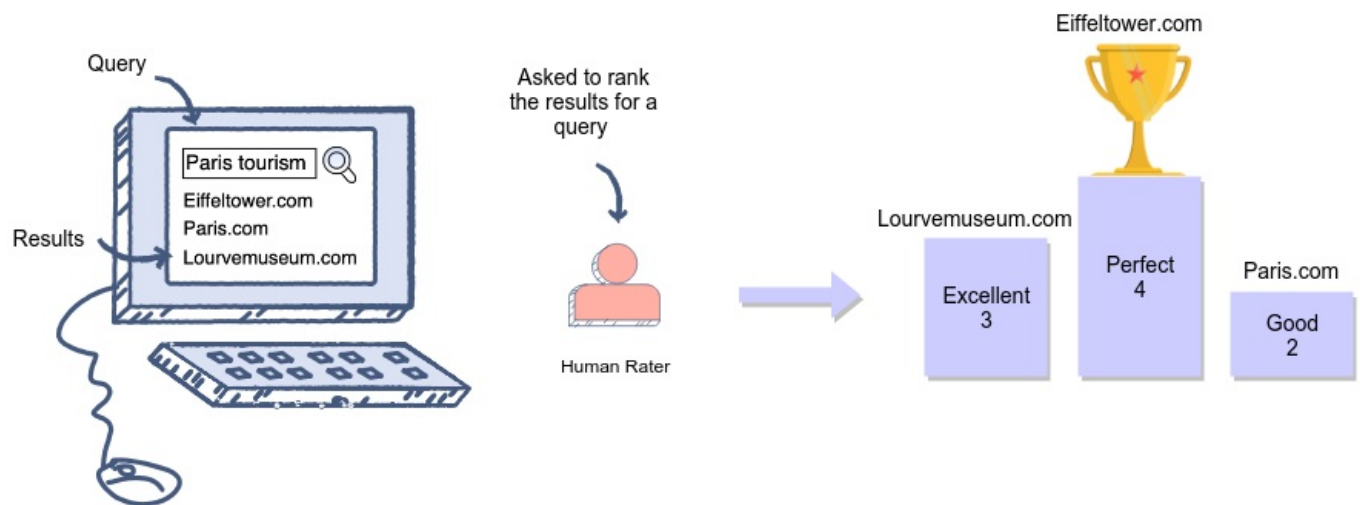 Query
Paris tourism
Eiffeltower.com
Paris.com
Lourvemuseum.com
Results
Asked to rank
the results for a
query
Human Rater
Eiffeltower.com
Lourvemuseum.com
Perfect
4
Excellent
3
Paris.com
Good
2